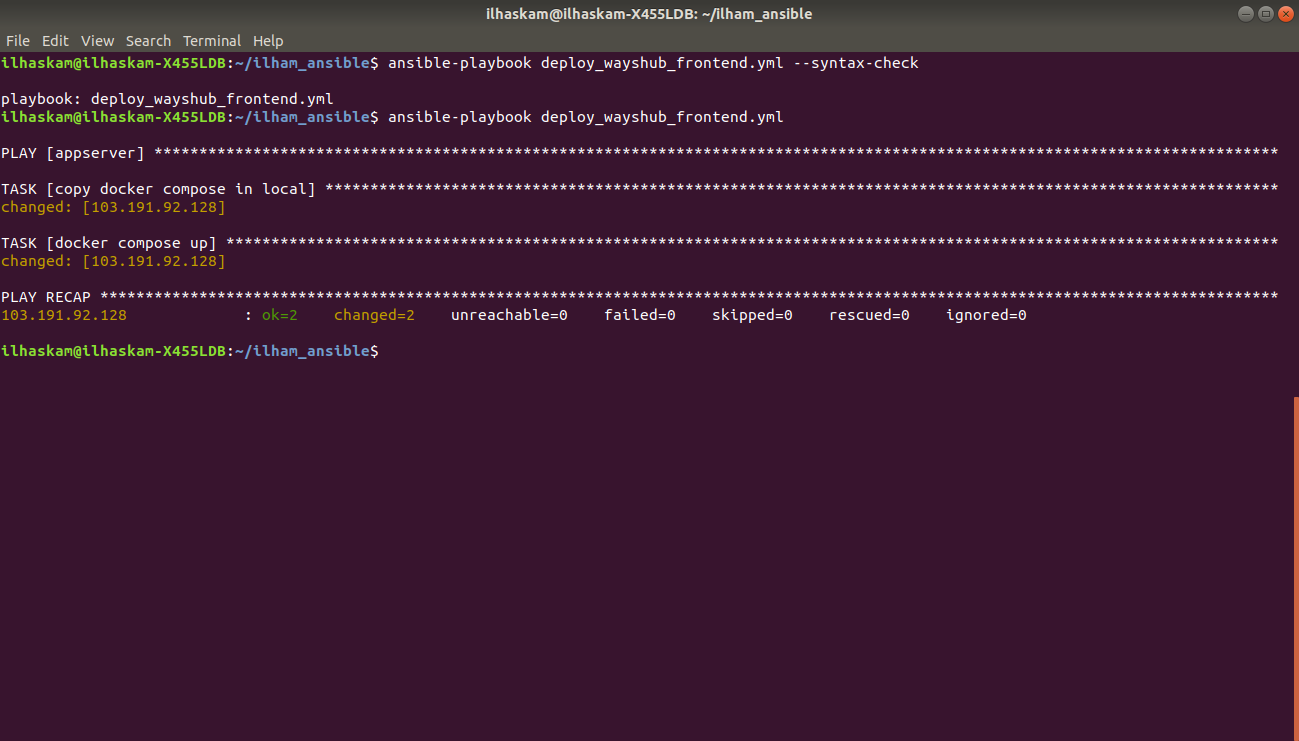 ilhaskam@ilhaskam-X455LDB: ~/ilham_ansible
File Edit View Search Terminal Help
ilhaskam@ilhaskam-X455LDB:~/ilham_ansible$ ansible-playbook deploy_wayshub_frontend.yml --syntax-check
playbook: deploy_wayshub_frontend.yml
ilhaskam@ilhaskam-X455LDB:~/ilham_ansible$ ansible-playbook deploy_wayshub_frontend.yml
PLAY [appserver] *****************************************************************************************************************************
TASK [copy docker compose in local] **********************************************************************************************************
changed: [103.191.92.128]
TASK [docker compose up] *********************************************************************************************************************
changed: [103.191.92.128]
PLAY RECAP ***********************************************************************************************************************************
103.191.92.128             : ok=2    changed=2    unreachable=0    failed=0    skipped=0    rescued=0    ignored=0
ilhaskam@ilhaskam-X455LDB:~/ilham_ansible$